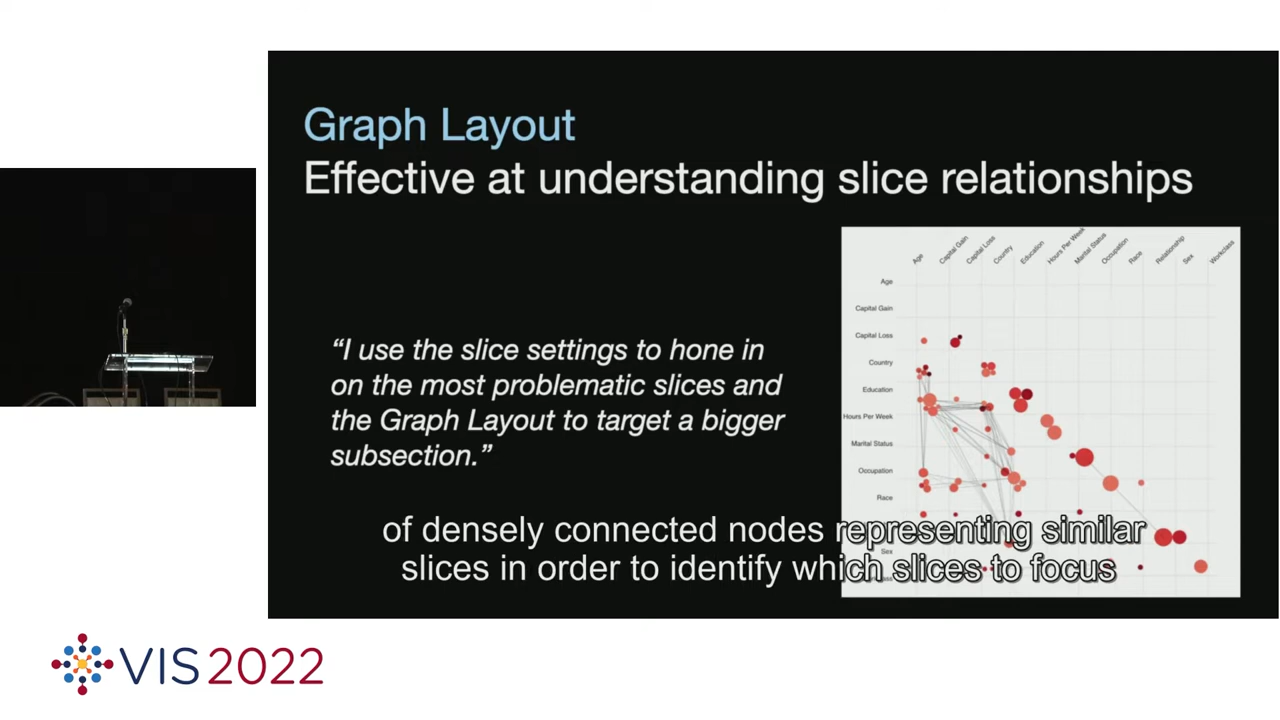 Graph Layout
Effective at understanding slice relationships
“I use the slice settings to hone in
on the most problematic slices and
the Graph Layout to target a bigger
subsection.”
Age
Capital Gain
Capital Loss
Country
Education
Hours Per Week
Marital Status
Occupation
Race
Relationship
Sex
Workclass
Age
Capital Gain
Capital Loss
Country
Education
Hours Per Week
Marital Status
Occupation
Race
Sex
of densely connected nodes representing similar
slices in order to identify which slices to focus
VIS2022